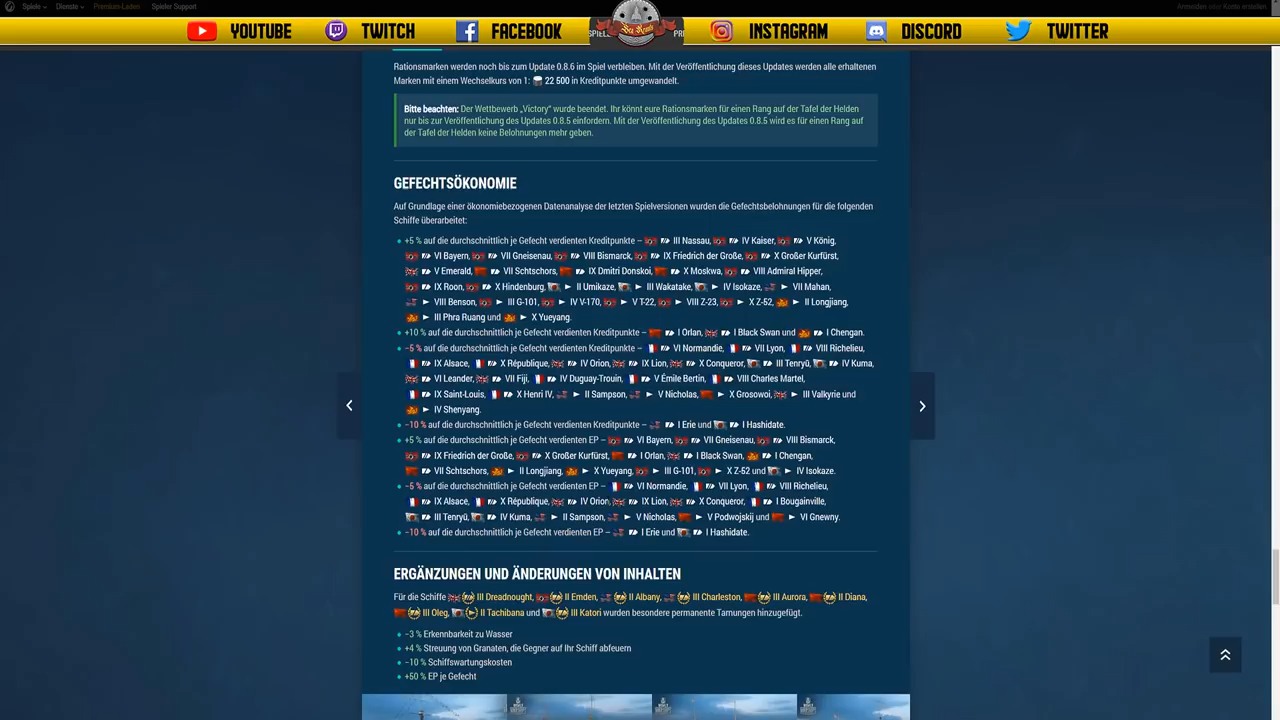 Spiele
Dienste
Premium-Laden
Spieler Support
Anmelden oder Konto erstellen
YOUTUBE
TWITCH
FACEBOOK
INSTAGRAM
DISCORD
TWITTER
Rationsmarken werden noch bis zum Update 0.8.6 im Spiel verbleiben. Mit der Veröffentlichung dieses Updates werden alle erhaltenen
Marken mit einem Wechselkurs von 1: 22 500 in Kreditpunkte umgewandelt.
Bitte beachten: Der Wettbewerb „Victory" wurde beendet. Ihr könnt eure Rationsmarken für einen Rang auf der Tafel der Helden
nur bis zur Veröffentlichung des Updates 0.8.5 einfordern. Mit der Veröffentlichung des Updates 0.8.5 wird es für einen Rang auf
der Tafel der Helden keine Belohnungen mehr geben.
GEFECHTSÖKONOMIE
Auf Grundlage einer ökonomiebezogenen Datenanalyse der letzten Spielversionen wurden die Gefechtsbelohnungen für die folgenden
Schiffe überarbeitet:
+5 % auf die durchschnittlich je Gefecht verdienten Kreditpunkte – III Nassau, IV Kaiser, V König,
VI Bayern, VII Gneisenau, VIII Bismarck, IX Friedrich der Große, X Großer Kurfürst,
V Emerald, VII Schtschors, IX Dmitri Donskoi, X Moskwa, VIII Admiral Hipper,
IX Roon, X Hindenburg, II Umikaze, III Wakatake, IV Isokaze, VII Mahan,
VIII Benson, III G-101, IV V-170, V T-22, VIII Z-23, X Z-52, II Longjiang,
III Phra Ruang und X Yueyang.
+10 % auf die durchschnittlich je Gefecht verdienten Kreditpunkte – I Orlan, I Black Swan und I Chengan.
–5 % auf die durchschnittlich je Gefecht verdienten Kreditpunkte – VI Normandie, VII Lyon, VIII Richelieu,
IX Alsace, X République, IV Orion, IX Lion, X Conqueror, III Tenryū, IV Kuma,
VI Leander, VII Fiji, IV Duguay-Trouin, V Émile Bertin, VIII Charles Martel,
IX Saint-Louis, X Henri IV, II Sampson, V Nicholas, X Grosowoi, III Valkyrie und
IV Shenyang.
–10 % auf die durchschnittlich je Gefecht verdienten Kreditpunkte – I Erie und I Hashidate.
+5 % auf die durchschnittlich je Gefecht verdienten EP – VI Bayern, VII Gneisenau, VIII Bismarck,
IX Friedrich der Große, X Großer Kurfürst, I Orlan, I Black Swan, I Chengan,
VII Schtschors, II Longjiang, X Yueyang, III G-101, X Z-52 und IV Isokaze.
–5 % auf die durchschnittlich je Gefecht verdienten EP – VI Normandie, VII Lyon, VIII Richelieu,
IX Alsace, X République, IV Orion, IX Lion, X Conqueror, I Bougainville,
III Tenryū, IV Kuma, II Sampson, V Nicholas, V Podwojskij und VI Gnewny.
–10 % auf die durchschnittlich je Gefecht verdienten EP – I Erie und I Hashidate.
ERGÄNZUNGEN UND ÄNDERUNGEN VON INHALTEN
Für die Schiffe III Dreadnought, II Emden, II Albany, III Charleston, III Aurora, II Diana,
III Oleg, II Tachibana und III Katori wurden besondere permanente Tarnungen hinzugefügt.
–3 % Erkennbarkeit zu Wasser
+4 % Streuung von Granaten, die Gegner auf Ihr Schiff abfeuern
–10 % Schiffswartungskosten
+50 % EP je Gefecht